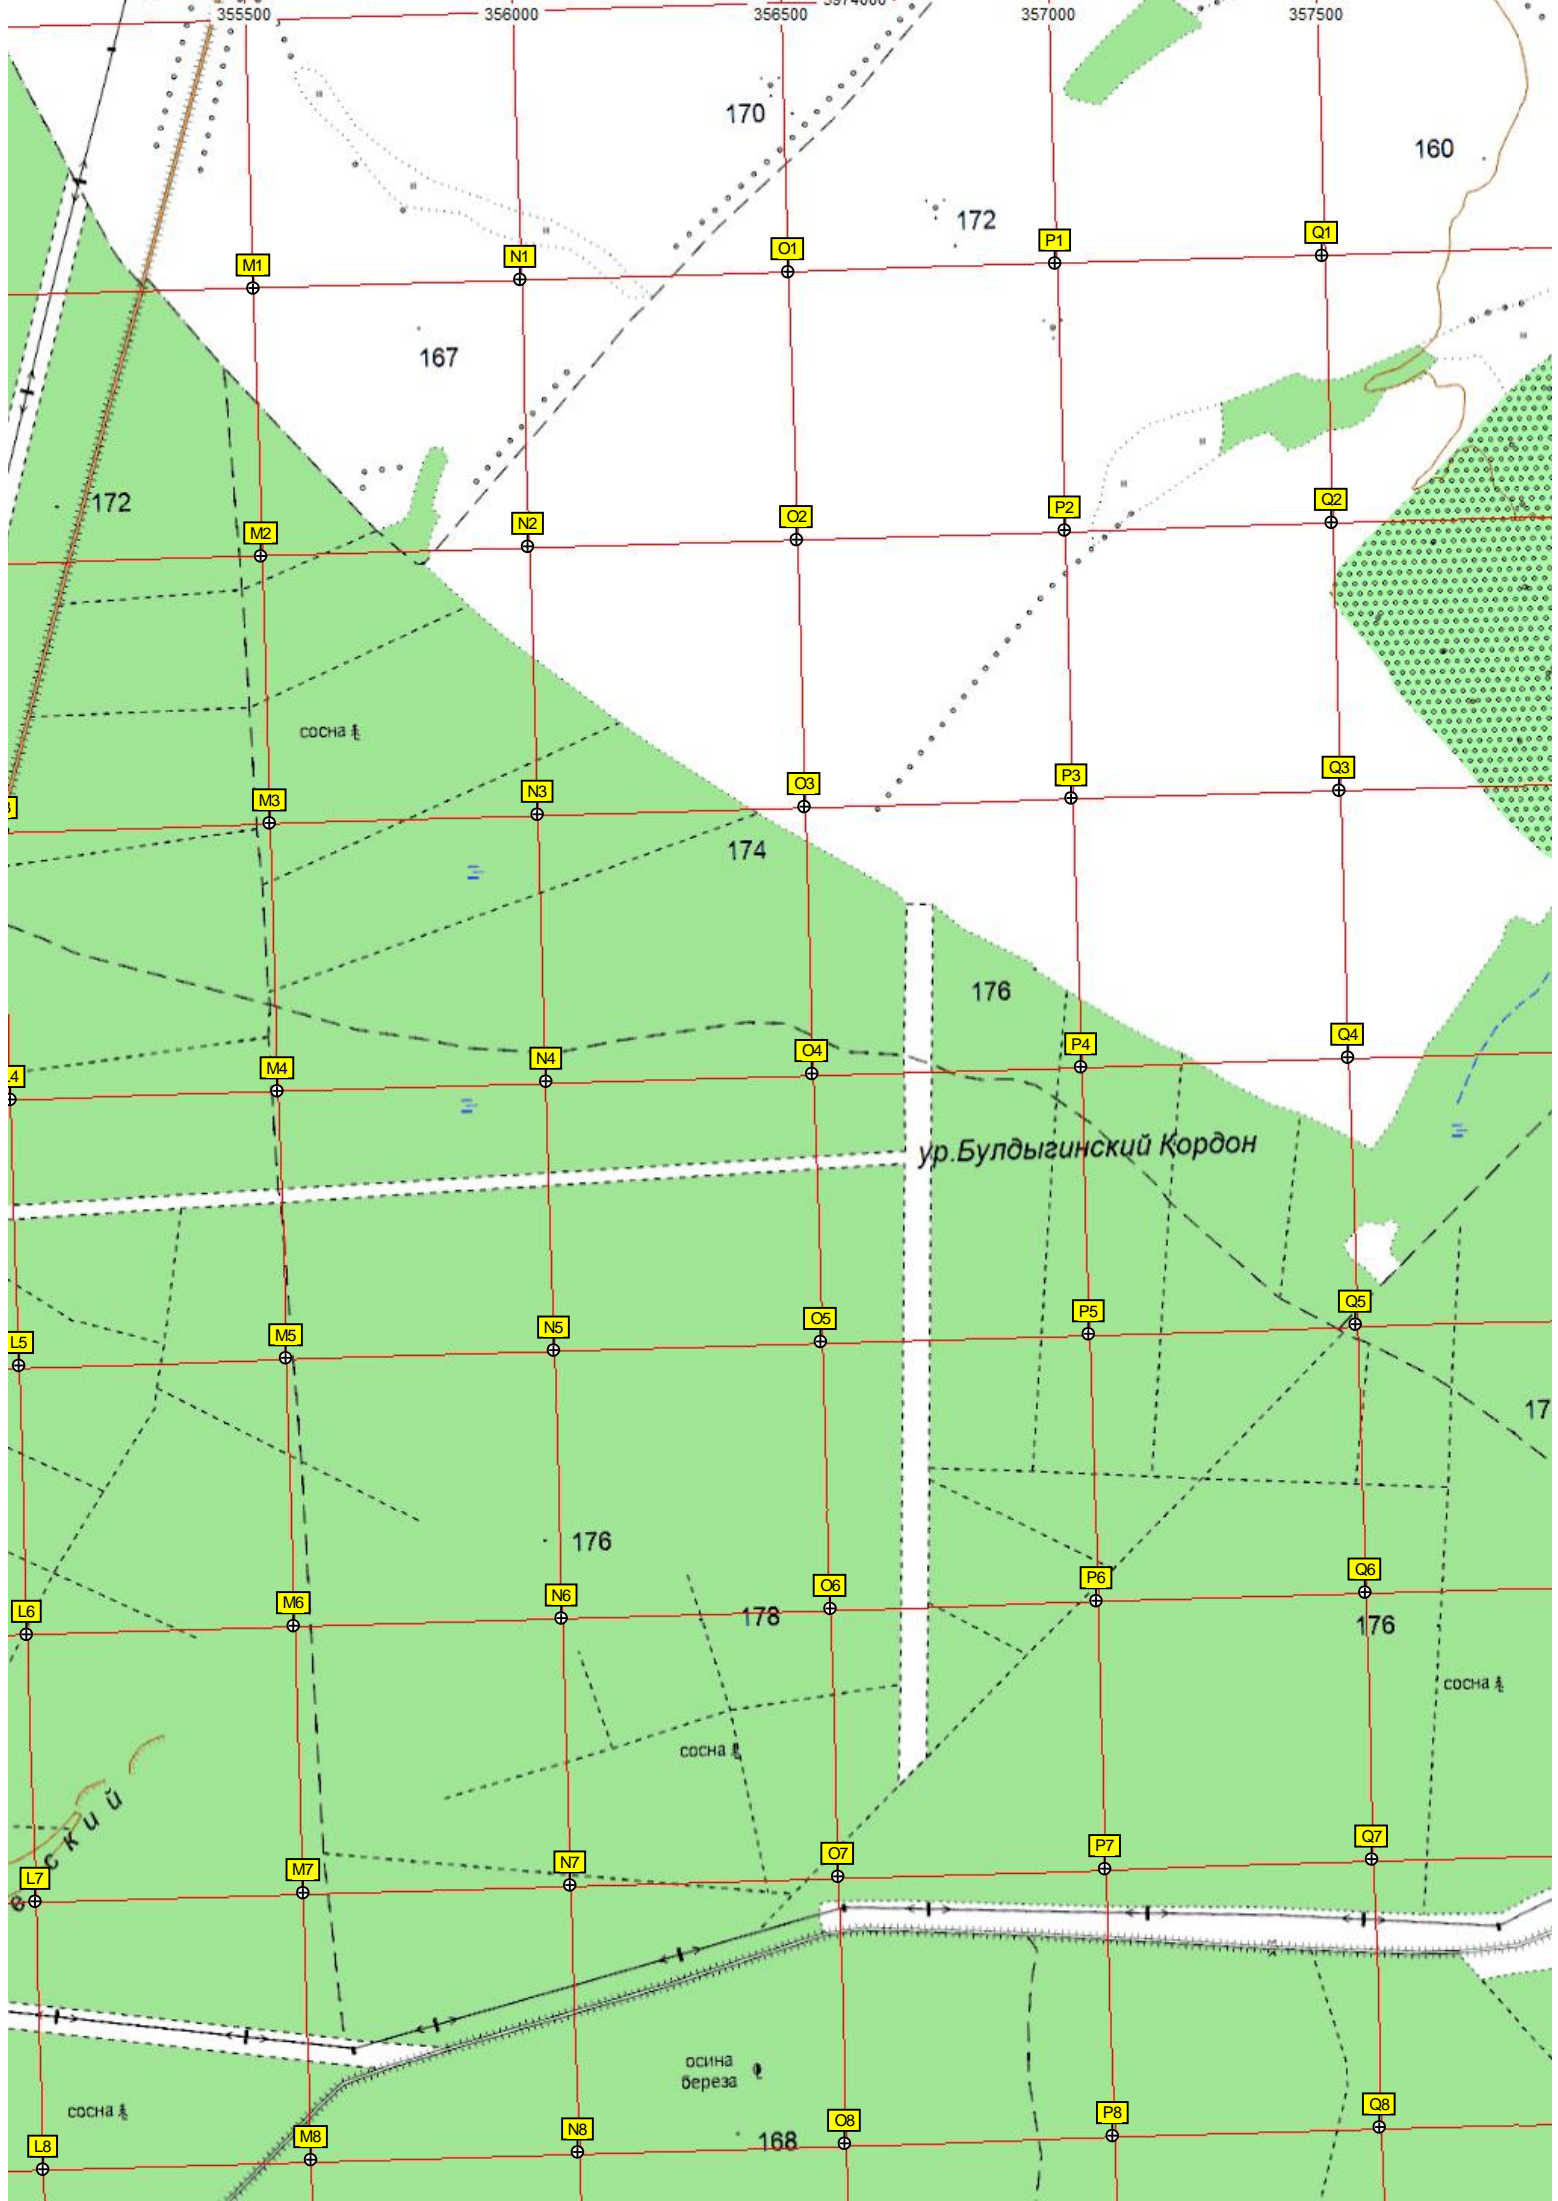 355500 356000 356500 5974000 357000 357500
170
160
172
M1 N1 O1 P1 Q1
167
172
M2 N2 O2 P2 Q2
сосна
M3 N3 O3 P3 Q3
174
176
L4 M4 N4 O4 P4 Q4
ур.Булдыгинский Кордон
L5 M5 N5 O5 P5 Q5
17
176
L6 M6 N6 O6 P6 Q6
178
176
сосна
сосна
в с к и й
L7 M7 N7 O7 P7 Q7
осина
береза
сосна
168
L8 M8 N8 O8 P8 Q8